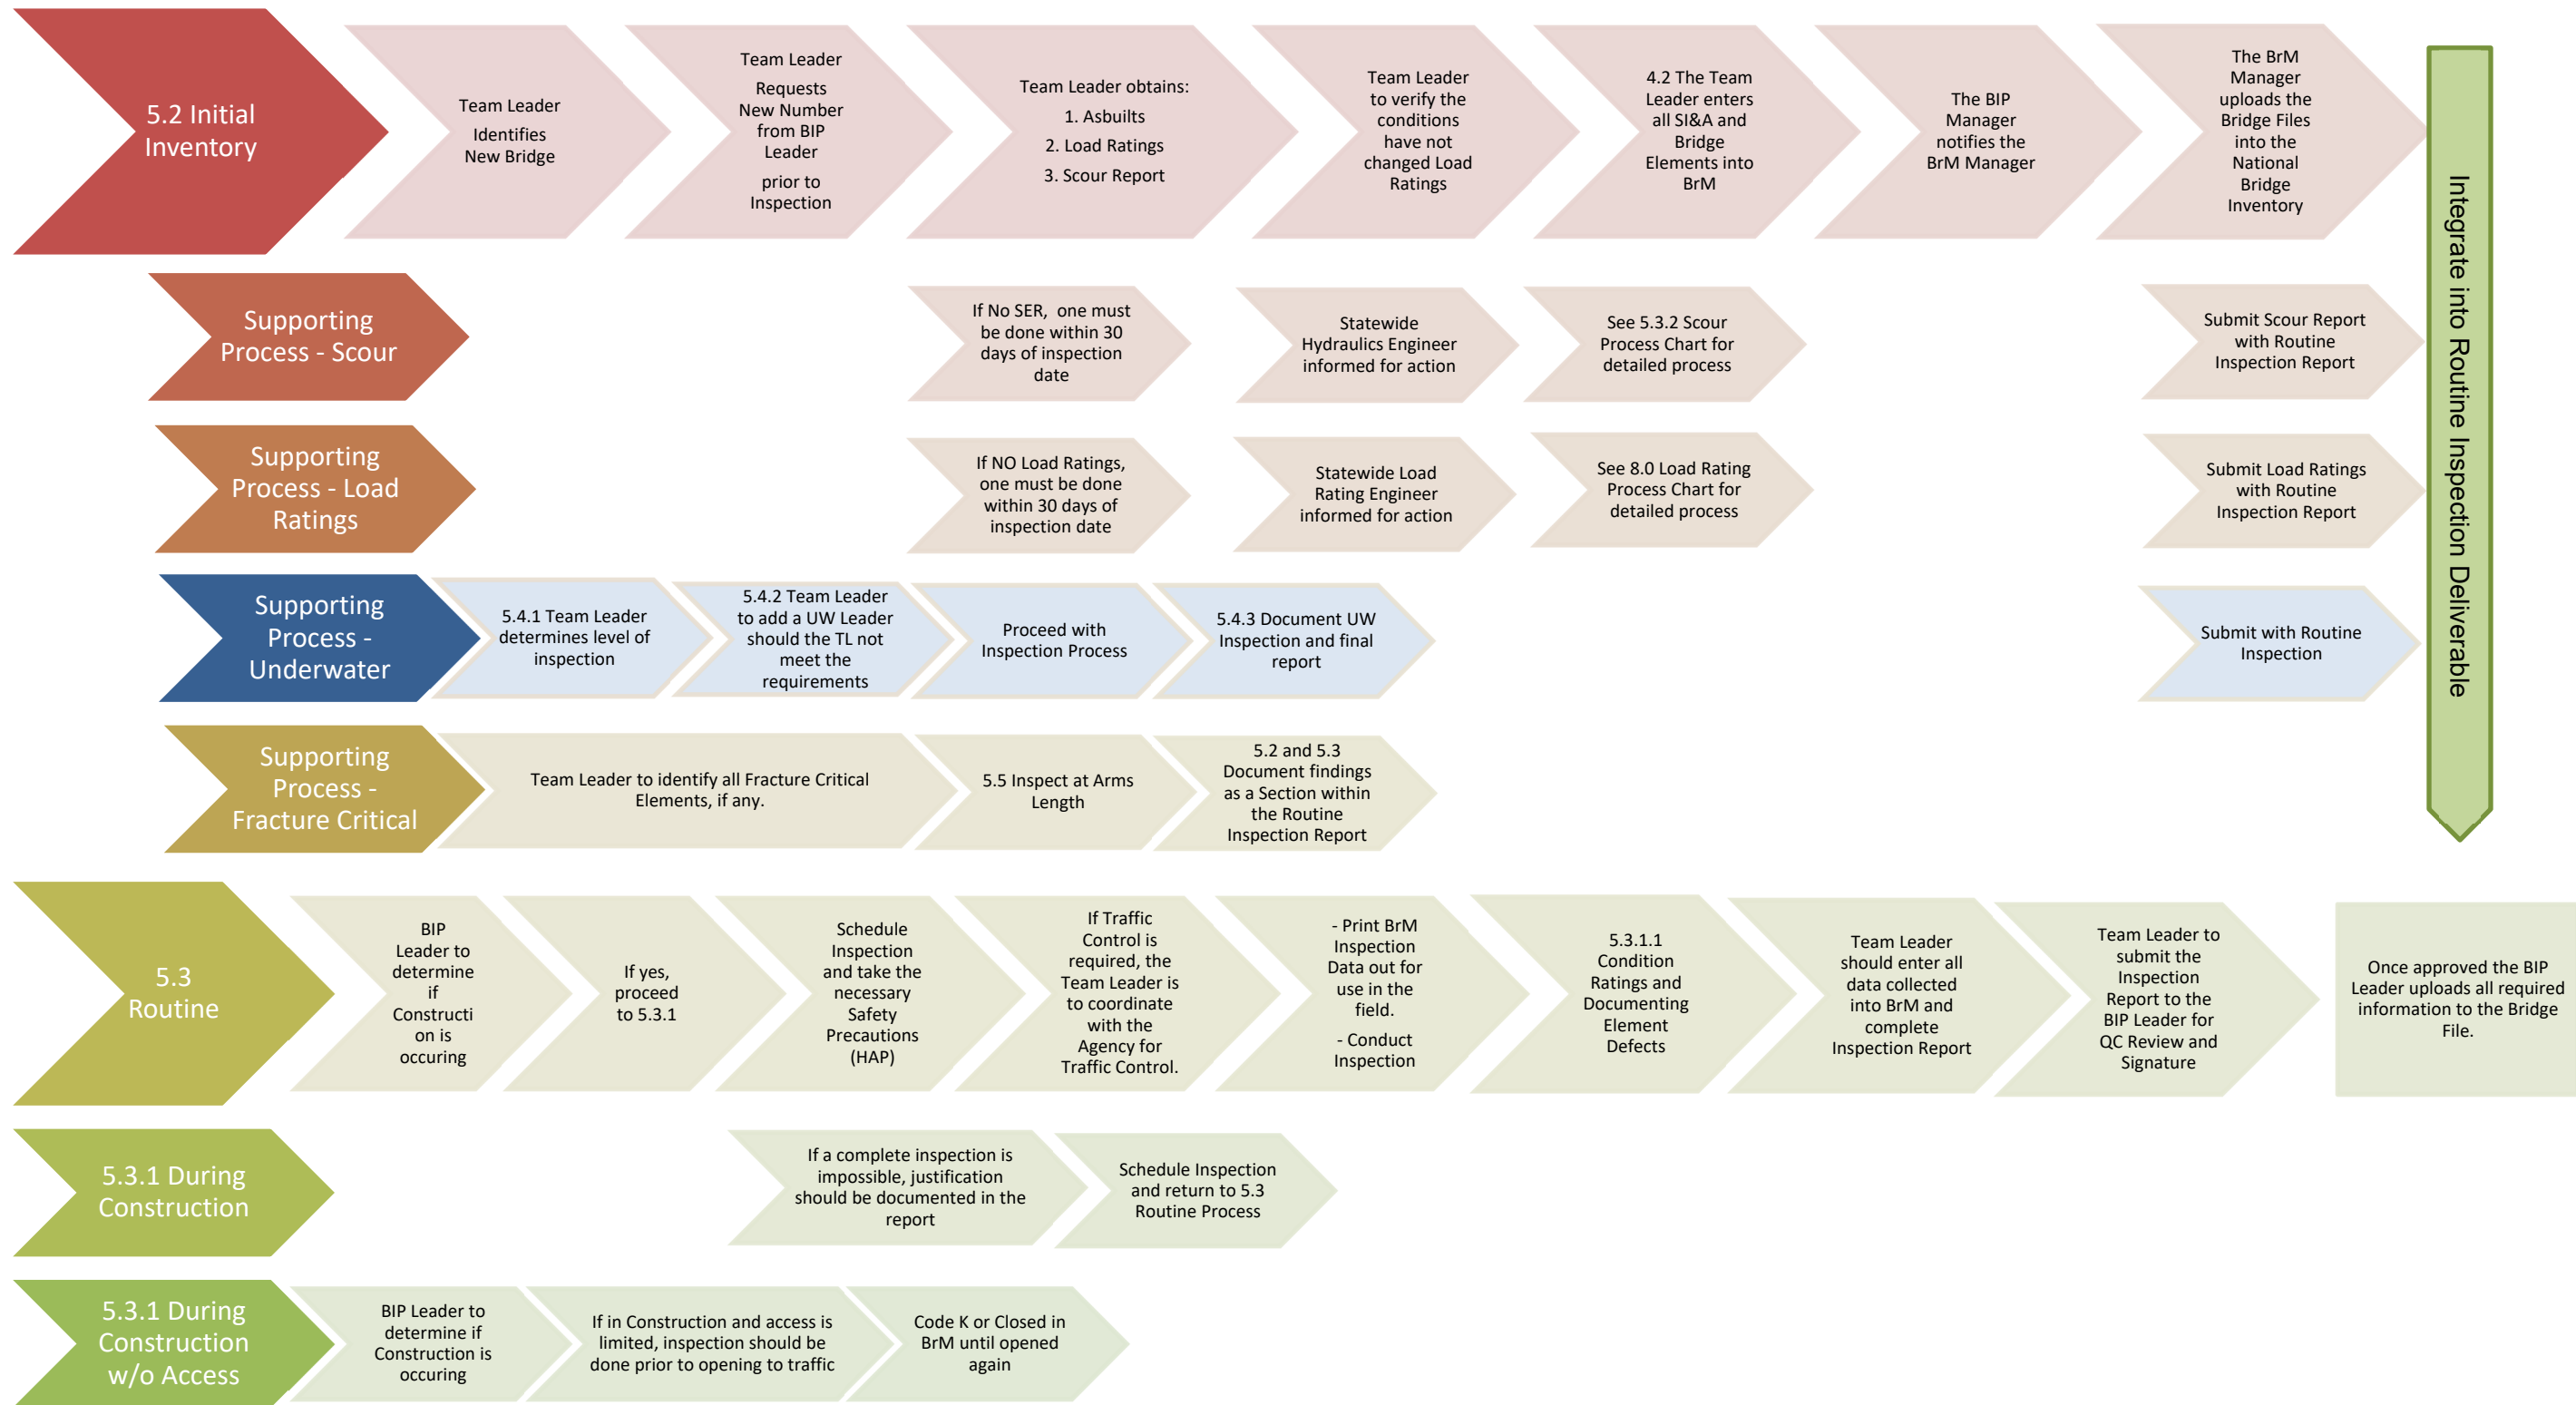 5.2 Initial
Inventory
Team Leader
Identifies
New Bridge
Team Leader
Requests
New Number
from BIP
Leader
prior to
Inspection
Team Leader obtains:
1. Asbuilts
2. Load Ratings
3. Scour Report
Team Leader
to verify the
conditions
have not
changed Load
Ratings
4.2 The Team
Leader enters
all SI&A and
Bridge
Elements into
BrM
The BIP
Manager
notifies the
BrM Manager
The BrM
Manager
uploads the
Bridge Files
into the
National
Bridge
Inventory
Integrate into Routine Inspection Deliverable
Supporting
Process - Scour
If No SER, one must
be done within 30
days of inspection
date
Statewide
Hydraulics Engineer
informed for action
See 5.3.2 Scour
Process Chart for
detailed process
Submit Scour Report
with Routine
Inspection Report
Supporting
Process - Load
Ratings
If NO Load Ratings,
one must be done
within 30 days of
inspection date
Statewide Load
Rating Engineer
informed for action
See 8.0 Load Rating
Process Chart for
detailed process
Submit Load Ratings
with Routine
Inspection Report
Supporting
Process -
Underwater
5.4.1 Team Leader
determines level of
inspection
5.4.2 Team Leader
to add a UW Leader
should the TL not
meet the
requirements
Proceed with
Inspection Process
5.4.3 Document UW
Inspection and final
report
Submit with Routine
Inspection
Supporting
Process -
Fracture Critical
Team Leader to identify all Fracture Critical
Elements, if any.
5.5 Inspect at Arms
Length
5.2 and 5.3
Document findings
as a Section within
the Routine
Inspection Report
5.3
Routine
BIP
Leader to
determine
if
Constructi
on is
occuring
If yes,
proceed
to 5.3.1
Schedule
Inspection
and take the
necessary
Safety
Precautions
(HAP)
If Traffic
Control is
required, the
Team Leader is
to coordinate
with the
Agency for
Traffic Control.
- Print BrM
Inspection
Data out for
use in the
field.
- Conduct
Inspection
5.3.1.1
Condition
Ratings and
Documenting
Element
Defects
Team Leader
should enter all
data collected
into BrM and
complete
Inspection Report
Team Leader to
submit the
Inspection
Report to the
BIP Leader for
QC Review and
Signature
Once approved the BIP
Leader uploads all required
information to the Bridge
File.
5.3.1 During
Construction
If a complete inspection is
impossible, justification
should be documented in the
report
Schedule Inspection
and return to 5.3
Routine Process
5.3.1 During
Construction
w/o Access
BIP Leader to
determine if
Construction is
occuring
If in Construction and access is
limited, inspection should be
done prior to opening to traffic
Code K or Closed in
BrM until opened
again